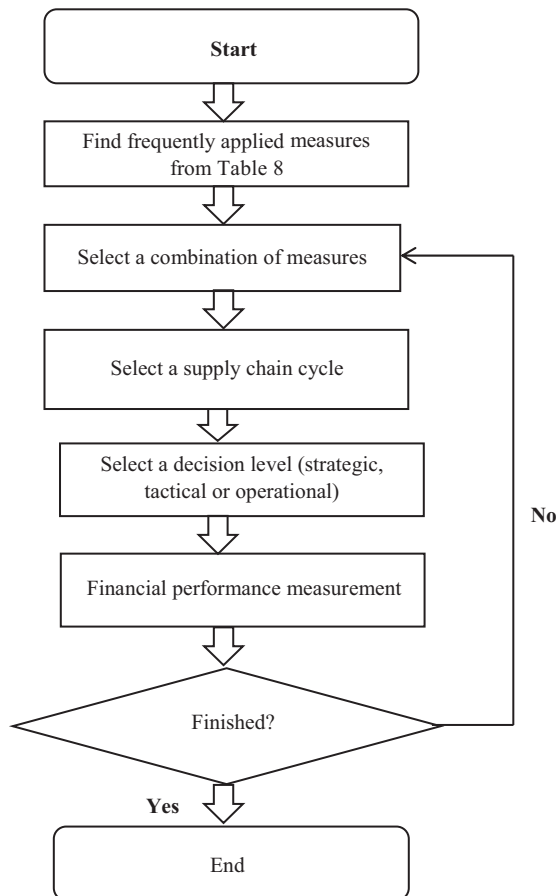 Start
Find frequently applied measures
from Table 8
Select a combination of measures
Select a supply chain cycle
Select a decision level (strategic,
tactical or operational)
No
Financial performance measurement
Finished?
Yes
End